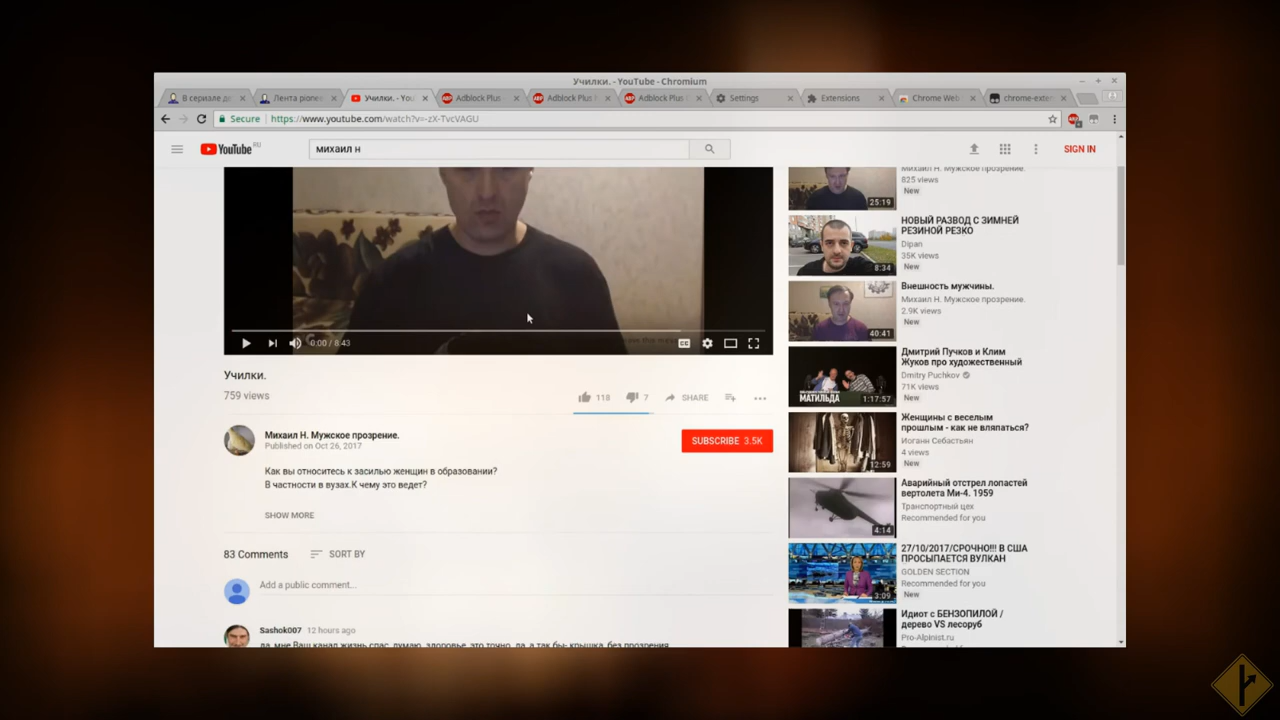 Училки. - YouTube - Chromium
В сериале д
Лента pione
Училки. - You
Adblock Plus
Adblock Plus
Adblock Plus
Settings
Extensions
Chrome Web
chrome-exten
Secure
https://www.youtube.com/watch?v=-zX-TvcVAGU
YouTube RU
михаил н
SIGN IN
0:00 / 8:43
Училки.
759 views
118
7
SHARE
Михаил Н. Мужское прозрение.
Published on Oct 26, 2017
SUBSCRIBE 3.5K
Как вы относитесь к засилью женщин в образовании?
В частности в вузах.К чему это ведет?
SHOW MORE
83 Comments
SORT BY
Add a public comment...
Sashok007 12 hours ago
да, мне Ваш канал жизнь спас, думаю, здоровье, это точно, да, а так бы- крышка, без прозрения
Михаил Н. Мужское прозрение.
825 views
New
25:19
НОВЫЙ РАЗВОД С ЗИМНЕЙ
РЕЗИНОЙ РЕЗКО
Dipan
35K views
New
8:34
Внешность мужчины.
Михаил Н. Мужское прозрение.
2.9K views
New
40:41
Дмитрий Пучков и Клим
Жуков про художественный
Dmitry Puchkov
71K views
New
МАТИЛЬДА
1:17:57
Женщины с веселым
прошлым - как не вляпаться?
Иоганн Себастьян
4 views
New
12:59
Аварийный отстрел лопастей
вертолета Ми-4. 1959
Транспортный цех
Recommended for you
4:14
27/10/2017/СРОЧНО!!! В США
ПРОСЫПАЕТСЯ ВУЛКАН
GOLDEN SECTION
Recommended for you
New
3:09
Идиот с БЕНЗОПИЛОЙ /
дерево VS лесоруб
Pro-Alpinist.ru